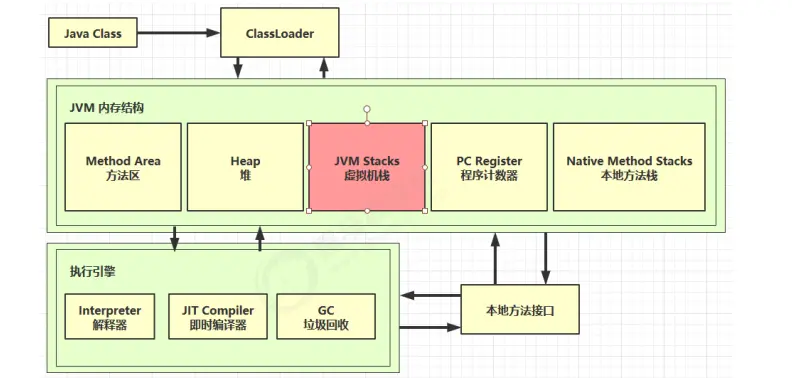 Java Class
ClassLoader
JVM 内存结构
Method Area
方法区
Heap
堆
JVM Stacks
虚拟机栈
PC Register
程序计数器
Native Method Stacks
本地方法栈
执行引擎
Interpreter
解释器
JIT Compiler
即时编译器
GC
垃圾回收
本地方法接口